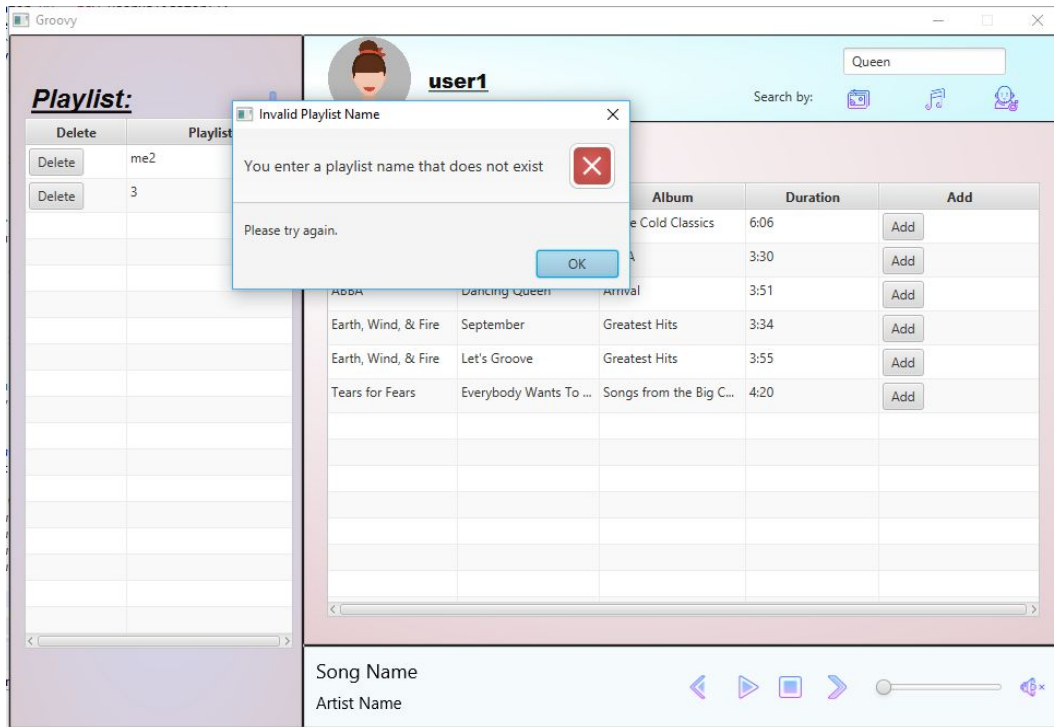 Groovy
Queen
user1
Search by:
Playlist:
Delete Playlist
Delete me2
Delete 3
Invalid Playlist Name
You enter a playlist name that does not exist
Please try again.
OK
Album Duration Add
Cold Classics 6:06 Add
3:30 Add
ABBA Dancing Queen Arrival 3:51 Add
Earth, Wind, & Fire September Greatest Hits 3:34 Add
Earth, Wind, & Fire Let's Groove Greatest Hits 3:55 Add
Tears for Fears Everybody Wants To ... Songs from the Big C... 4:20 Add
Song Name
Artist Name